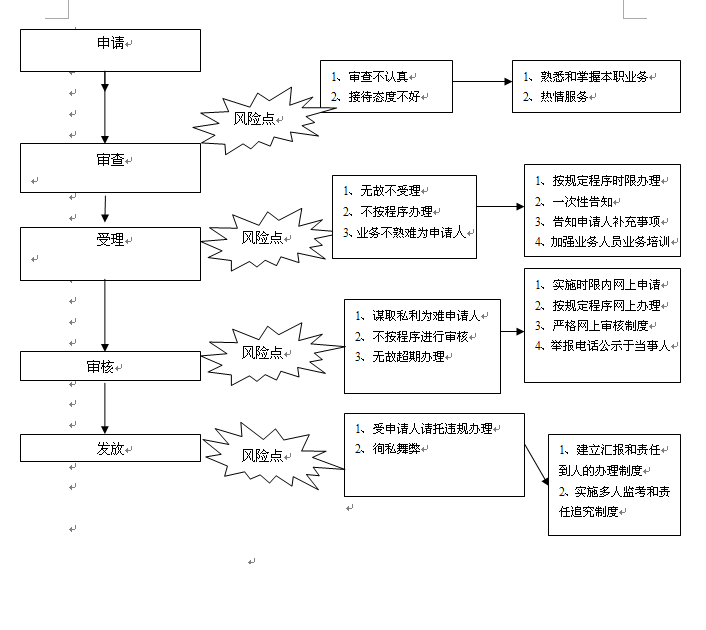 申请
1、审查不认真
2、接待态度不好
1、熟悉和掌握本职业务
2、热情服务
风险点
审查
1、无故不受理
2、不按程序办理
3、业务不熟难为申请人
1、按规定程序时限办理
2、一次性告知
3、告知申请人补充事项
4、加强业务人员业务培训
受理
风险点
1、谋取私利为难申请人
2、不按程序进行审核
3、无故超期办理
1、实施时限内网上申请
2、按规定程序网上办理
3、严格网上审核制度
4、举报电话公示于当事人
风险点
审核
1、受申请人请托违规办理
2、徇私舞弊
发放
风险点
1、建立汇报和责任
到人的办理制度
2、实施多人监考和责
任追究制度